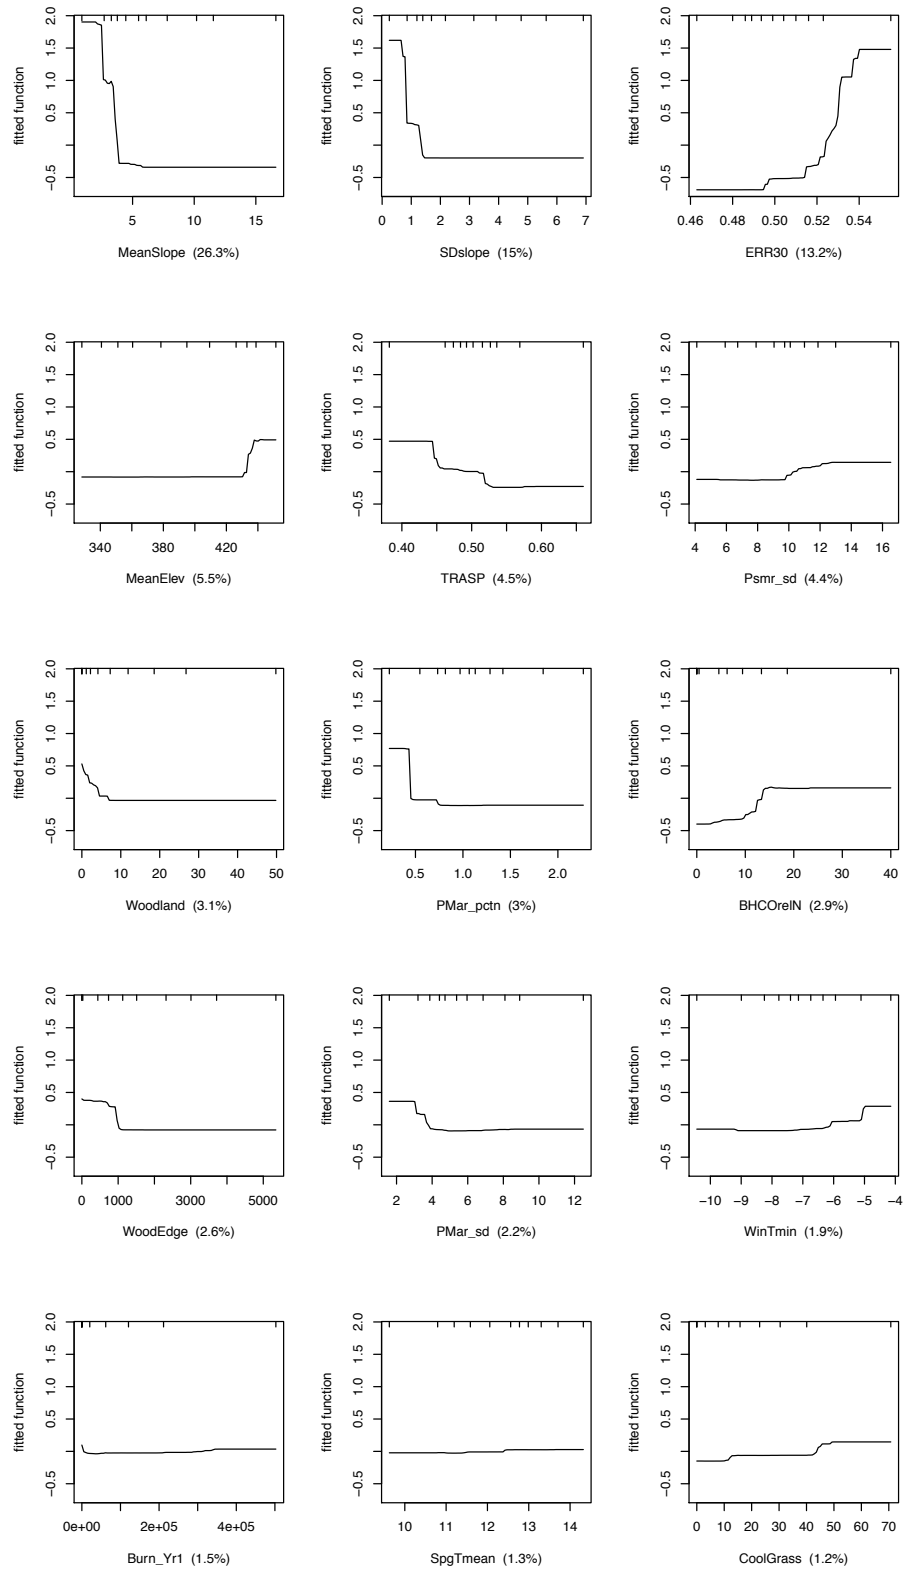 fitted function
−0.5 0.5 1.0 1.5 2.0
5 10 15
MeanSlope (26.3%)
fitted function
−0.5 0.5 1.0 1.5 2.0
0 1 2 3 4 5 6 7
SDslope (15%)
fitted function
−0.5 0.5 1.0 1.5 2.0
0.46 0.48 0.50 0.52 0.54
ERR30 (13.2%)
fitted function
−0.5 0.5 1.0 1.5 2.0
340 380 420
MeanElev (5.5%)
fitted function
−0.5 0.5 1.0 1.5 2.0
0.40 0.50 0.60
TRASP (4.5%)
fitted function
−0.5 0.5 1.0 1.5 2.0
4 6 8 10 12 14 16
Psmr_sd (4.4%)
fitted function
−0.5 0.5 1.0 1.5 2.0
0 10 20 30 40 50
Woodland (3.1%)
fitted function
−0.5 0.5 1.0 1.5 2.0
0.5 1.0 1.5 2.0
PMar_pctn (3%)
fitted function
−0.5 0.5 1.0 1.5 2.0
0 10 20 30 40
BHCOrelN (2.9%)
fitted function
−0.5 0.5 1.0 1.5 2.0
0 1000 3000 5000
WoodEdge (2.6%)
fitted function
−0.5 0.5 1.0 1.5 2.0
2 4 6 8 10 12
PMar_sd (2.2%)
fitted function
−0.5 0.5 1.0 1.5 2.0
−10 −9 −8 −7 −6 −5 −4
WinTmin (1.9%)
fitted function
−0.5 0.5 1.0 1.5 2.0
0e+00 2e+05 4e+05
Burn_Yr1 (1.5%)
fitted function
−0.5 0.5 1.0 1.5 2.0
10 11 12 13 14
SpgTmean (1.3%)
fitted function
−0.5 0.5 1.0 1.5 2.0
0 10 20 30 40 50 60 70
CoolGrass (1.2%)